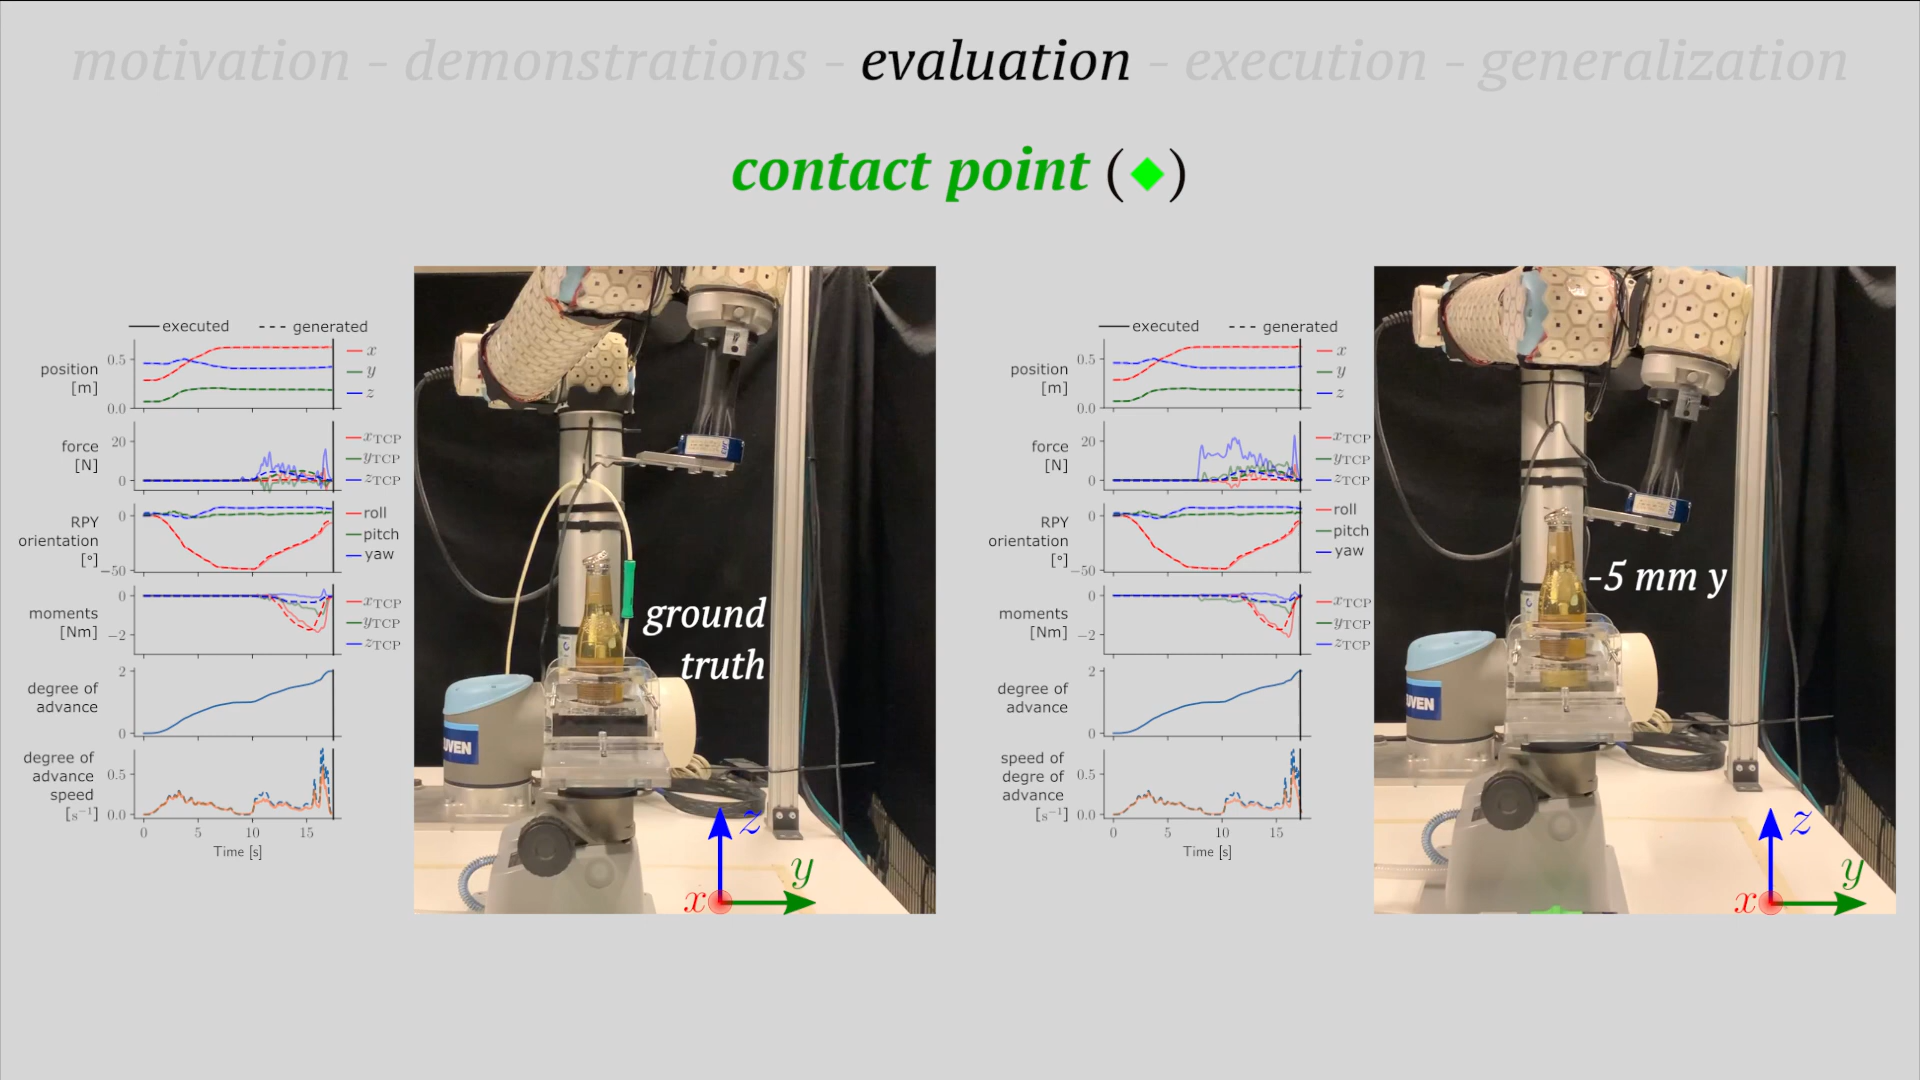 motivation - demonstrations - evaluation - execution - generalization
contact point (◆)
executed generated
position
[m]
0.5
0.0
x
y
z
force
[N]
20
0
xTCP
yTCP
zTCP
RPY
orientation
[°]
0
−50
roll
pitch
yaw
moments
[Nm]
0
−2
xTCP
yTCP
zTCP
degree of
advance
2
0
degree of
advance
speed
[s⁻¹]
0.5
0.0
0 5 10 15
Time [s]
ground
truth
UVEN
z
y
x
executed generated
position
[m]
0.5
0.0
x
y
z
force
[N]
20
0
xTCP
yTCP
zTCP
RPY
orientation
[°]
0
−50
roll
pitch
yaw
moments
[Nm]
0
−2
xTCP
yTCP
zTCP
degree of
advance
2
0
speed of
degre of
advance
[s⁻¹]
0.5
0.0
0 5 10 15
Time [s]
-5 mm y
UVEN
z
y
x